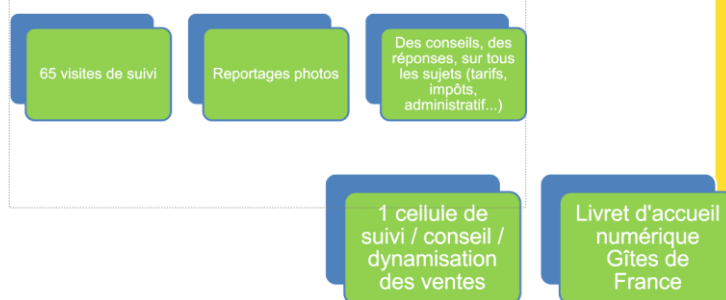 65 visites de suivi
Reportages photos
Des conseils, des
réponses, sur tous
les sujets (tarifs,
impôts,
administratif...)
1 cellule de
suivi / conseil /
dynamisation
des ventes
Livret d'accueil
numérique
Gîtes de
France